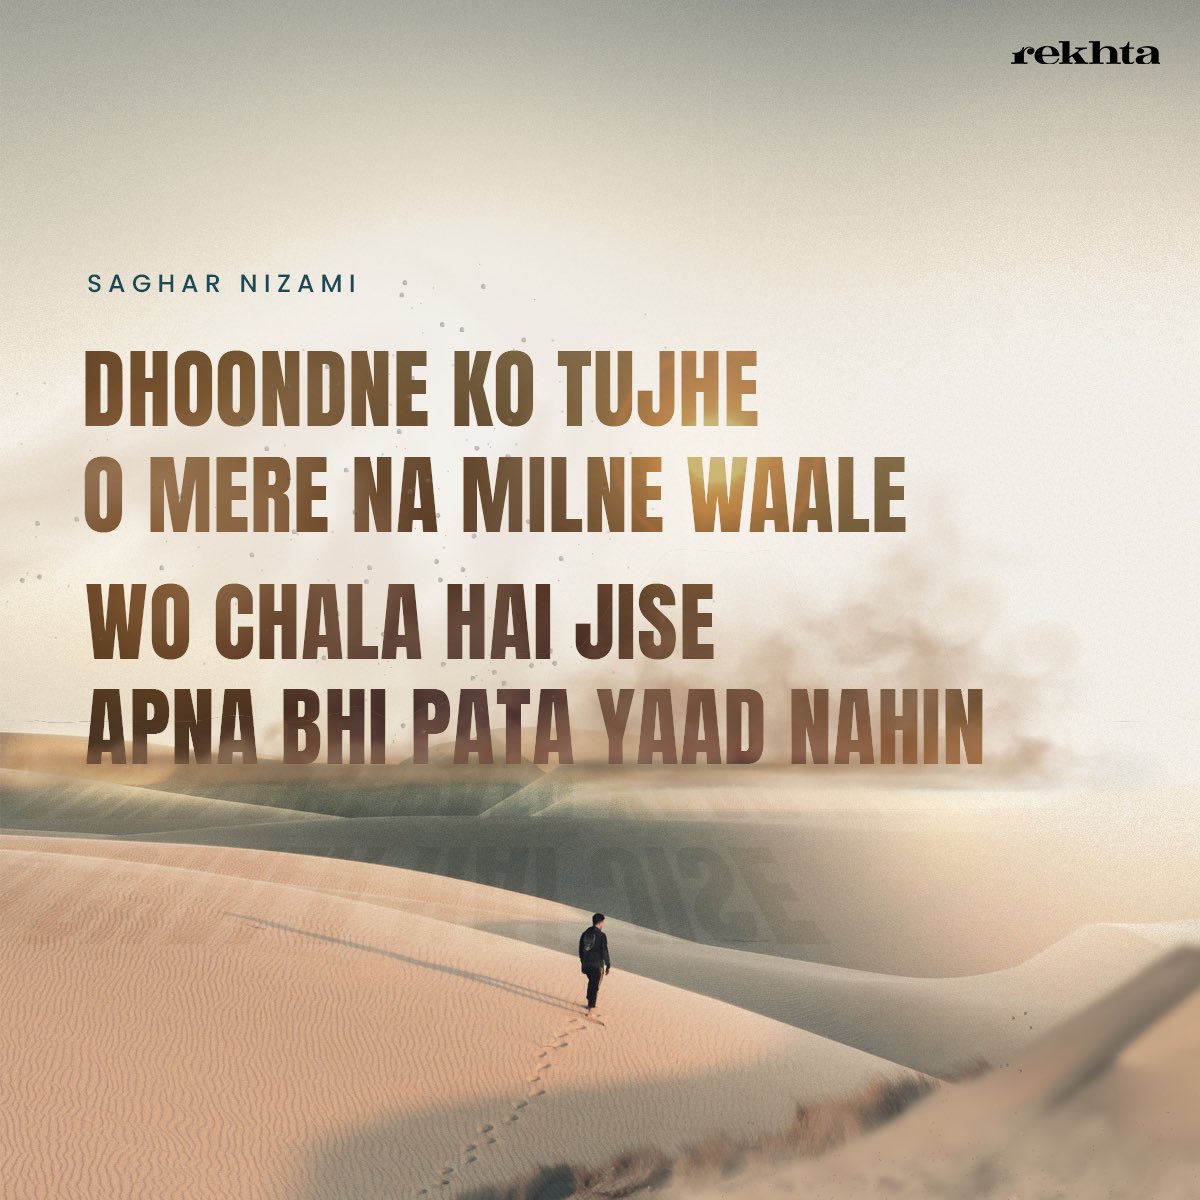 rekhta
SAGHAR NIZAMI
DHOONDNE KO TUJHE
O MERE NA MILNE WAALE
WO CHALA HAI JISE
APNA BHI PATA YAAD NAHIN